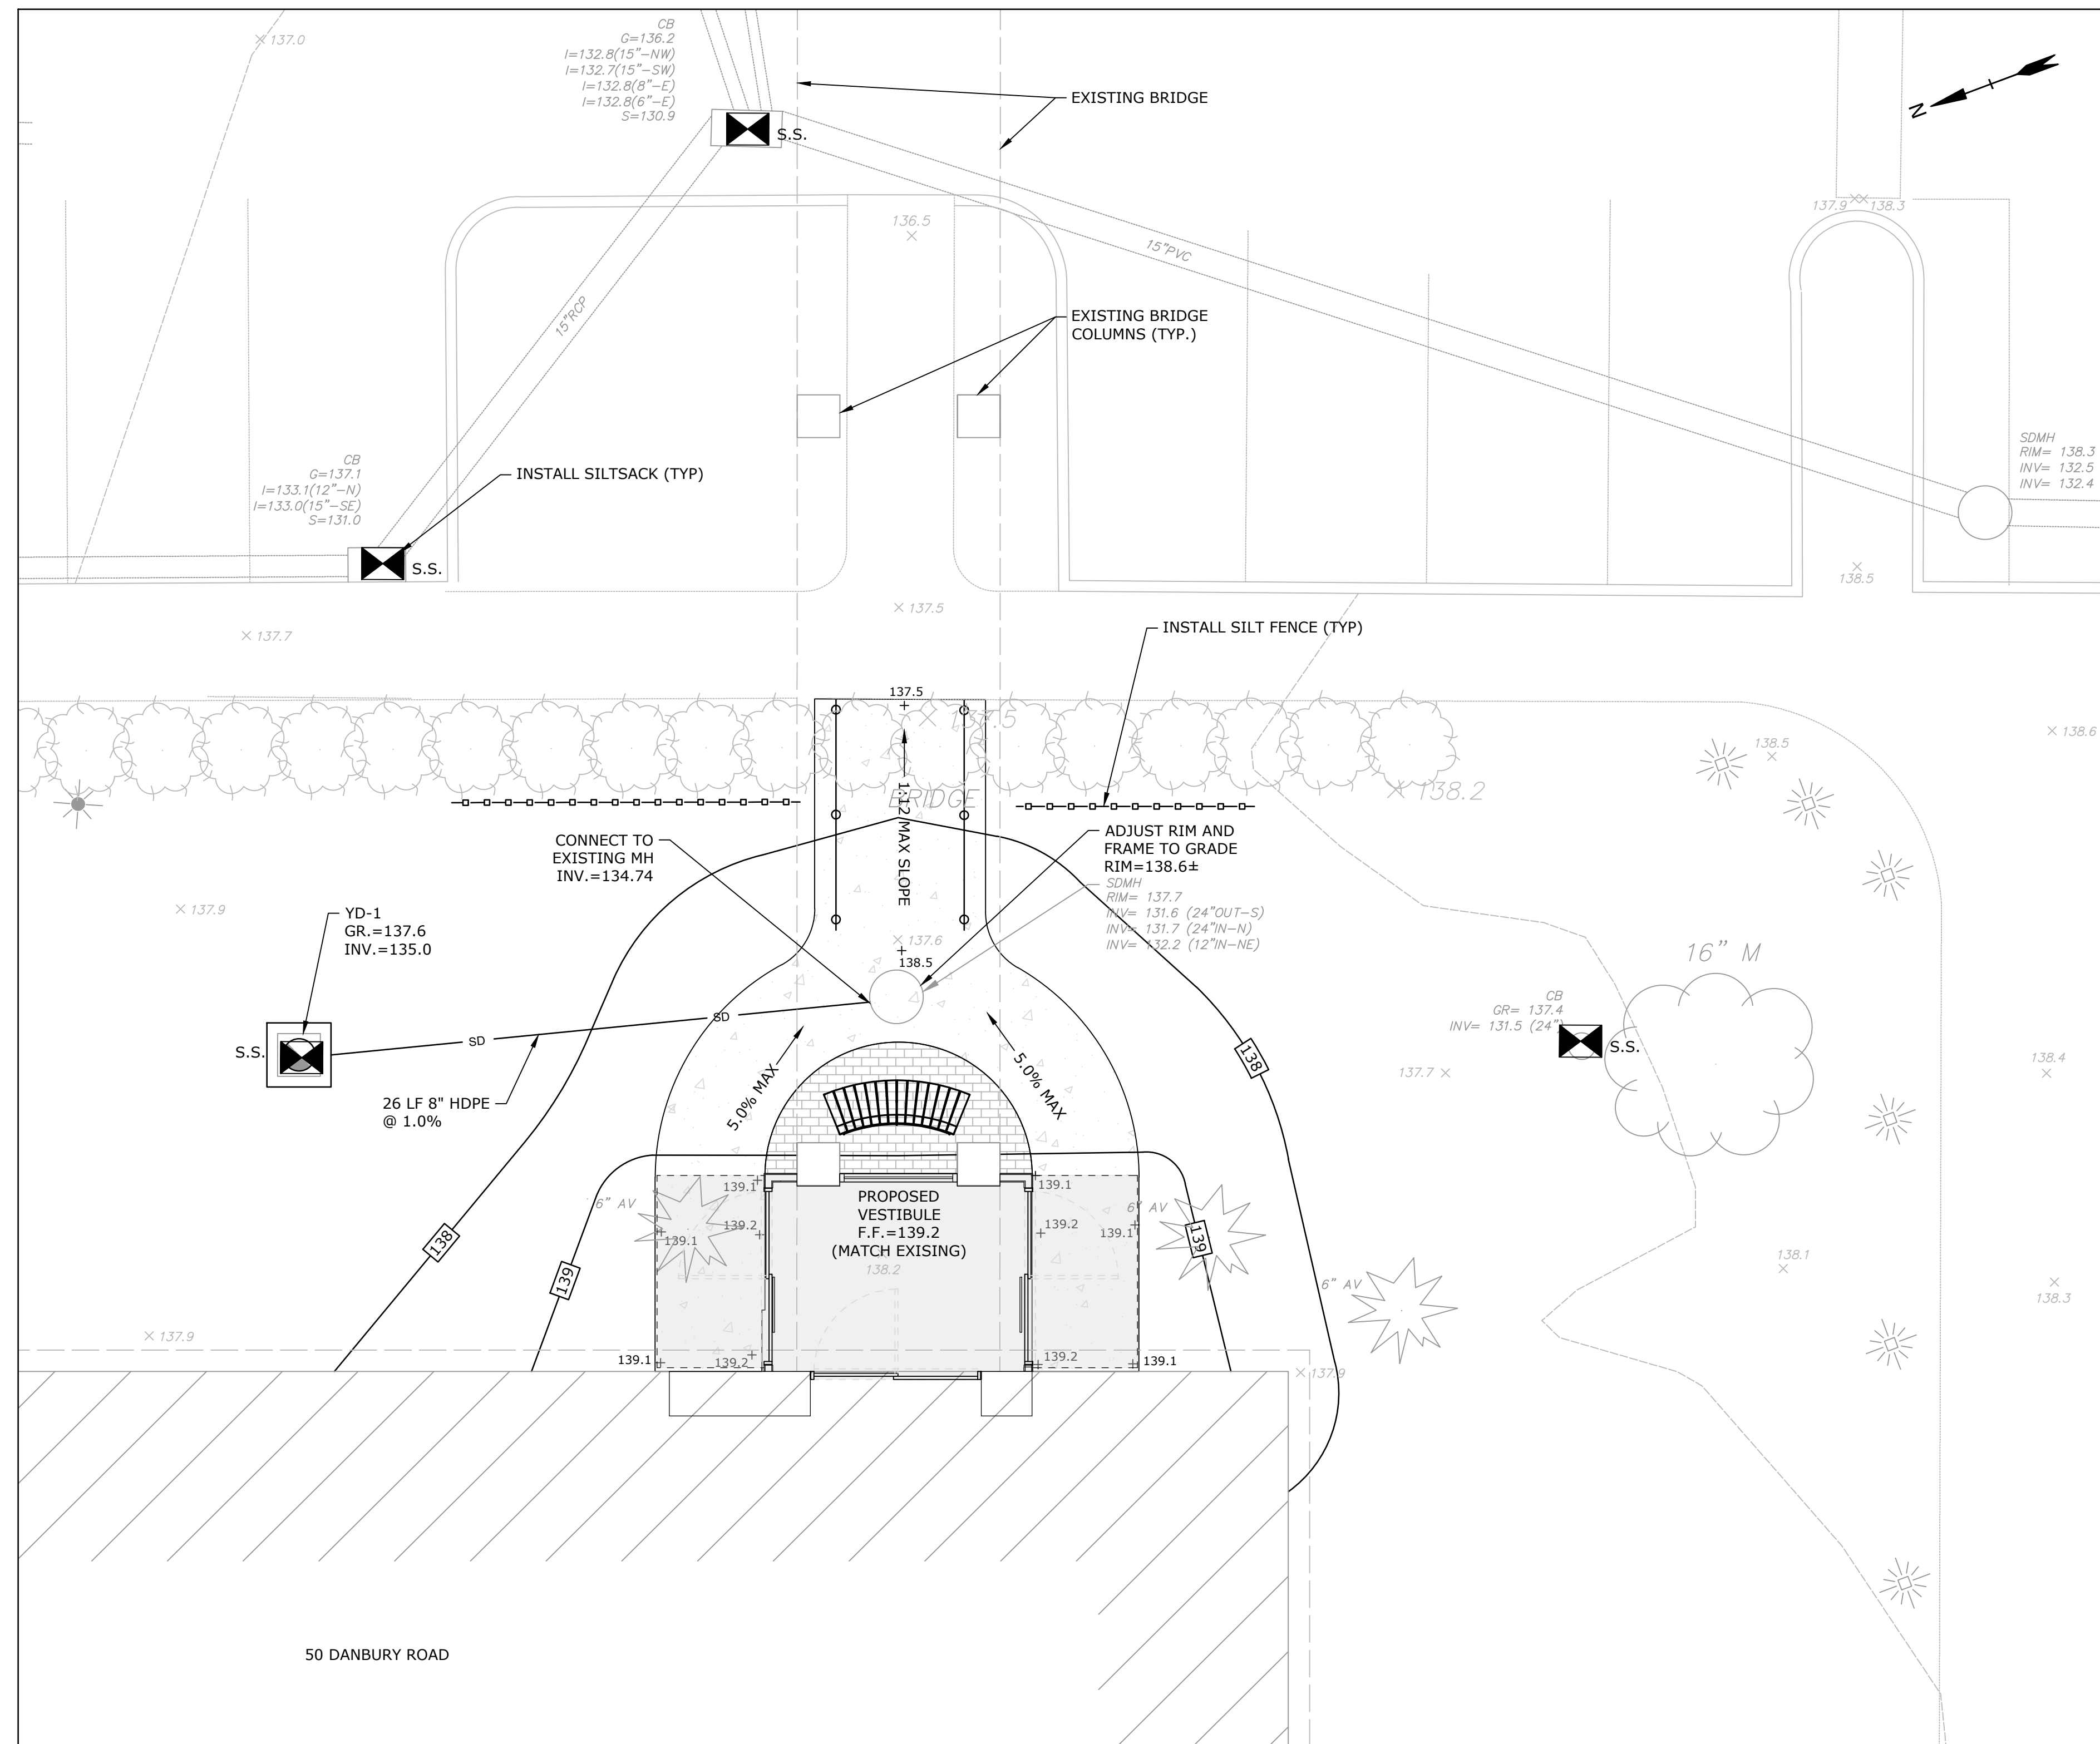 CB
G=136.2
I=132.8(15"-NW)
I=132.7(15"-SW)
I=132.8(8"-E)
I=132.8(6"-E)
S=130.9
137.0
S.S.
EXISTING BRIDGE
N
136.5
137.9
138.3
15"PVC
15"RCP
EXISTING BRIDGE
COLUMNS (TYP.)
CB
G=137.1
I=133.1(12"-N)
I=133.0(15"-SE)
S=131.0
INSTALL SILTSACK (TYP)
S.S.
SDMH
RIM= 138.3
INV= 132.5
INV= 132.4
138.5
137.7
137.5
INSTALL SILT FENCE (TYP)
137.5
137.5
138.5
138.6
138.2
BRIDGE
1:12 MAX SLOPE
CONNECT TO
EXISTING MH
INV.=134.74
ADJUST RIM AND
FRAME TO GRADE
RIM=138.6±
SDMH
RIM= 137.7
INV= 131.6 (24"OUT-S)
INV= 131.7 (24"IN-N)
INV= 132.2 (12"IN-NE)
137.9
YD-1
GR.=137.6
INV.=135.0
137.6
138.5
16" M
CB
GR= 137.4
INV= 131.5 (24")
S.S.
S.S.
SD
SD
26 LF 8" HDPE
@ 1.0%
5.0% MAX
5.0% MAX
138
137.7
138.4
139.1
139.1
6" AV
6" AV
139.2
139.2
139.1
139.1
PROPOSED
VESTIBULE
F.F.=139.2
(MATCH EXISING)
138.2
138
139
139
6" AV
138.1
138.3
137.9
139.1
139.2
139.2
139.1
137.9
50 DANBURY ROAD